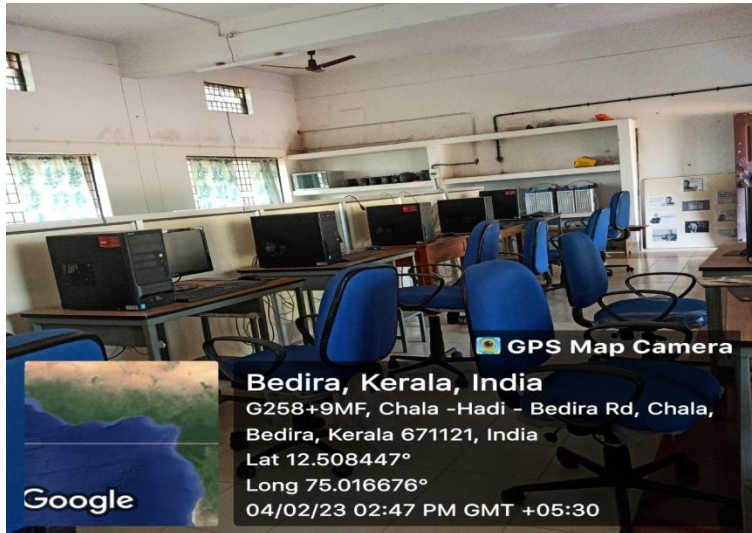 GPS Map Camera
Bedira, Kerala, India
G258+9MF, Chala -Hadi - Bedira Rd, Chala,
Bedira, Kerala 671121, India
Lat 12.508447°
Long 75.016676°
04/02/23 02:47 PM GMT +05:30
Google